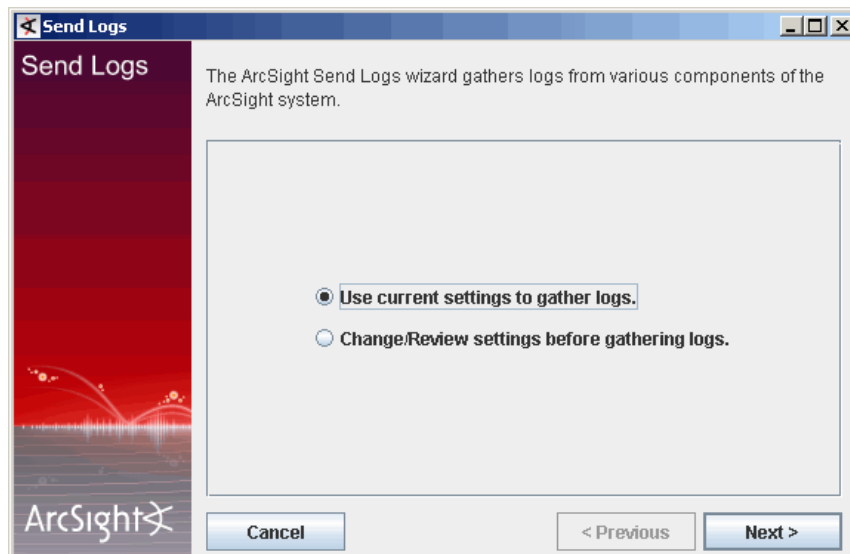 Send Logs
Send Logs
The ArcSight Send Logs wizard gathers logs from various components of the
ArcSight system.
Use current settings to gather logs.
Change/Review settings before gathering logs.
ArcSight
Cancel
< Previous
Next >